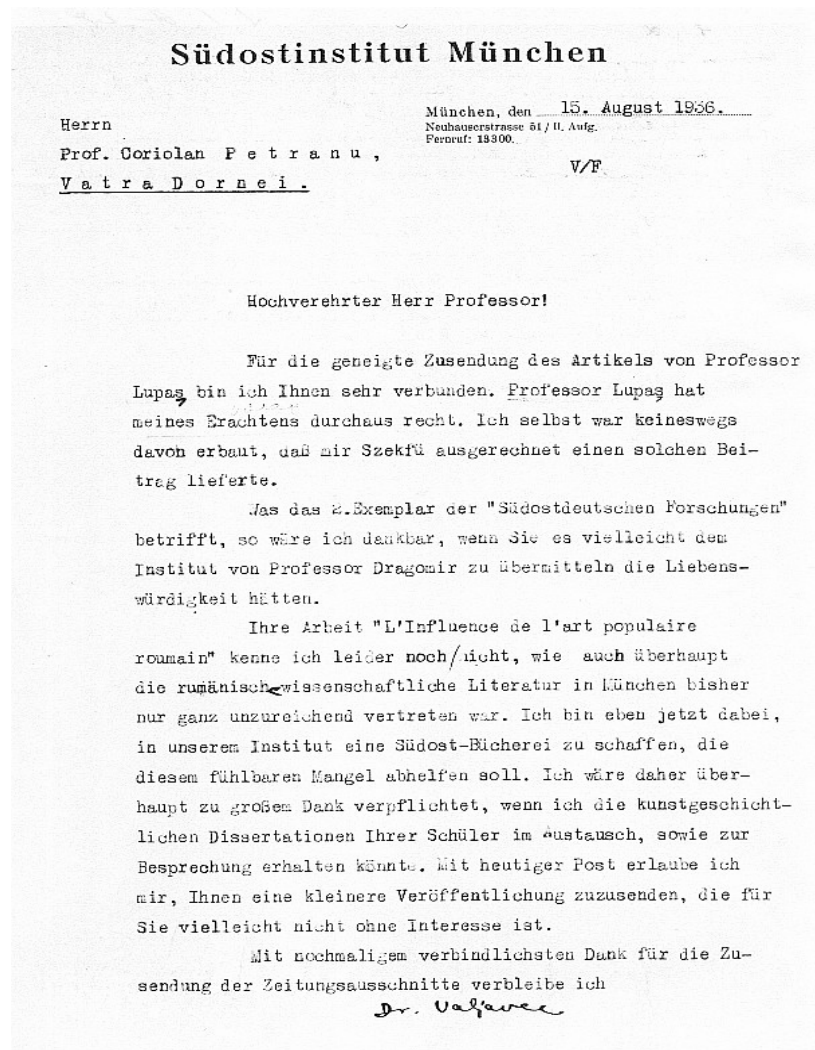 Südostinstitut München
München, den 15. August 1936.
Neuhauserstrasse 51 / II. Aufg.
Fernruf: 13300.
V/F
Herrn
Prof. Coriolan Petranu,
Vatra Dornei.
Hochverehrter Herr Professor!
Für die geneigte Zusendung des Artikels von Professor
Lupaş bin ich Ihnen sehr verbunden. Professor Lupaş hat
meines Erachtens durchaus recht. Ich selbst war keineswegs
davon erbaut, daß mir Szekfü ausgerechnet einen solchen Bei-
trag lieferte.
Was das 2.Exemplar der "Südostdeutschen Forschungen"
betrifft, so wäre ich dankbar, wenn Sie es vielleicht dem
Institut von Professor Dragomir zu übermitteln die Liebens-
würdigkeit hätten.
Ihre Arbeit "L'Influence de l'art populaire
roumain" kenne ich leider noch/nicht, wie auch überhaupt
die rumänisch-wissenschaftliche Literatur in München bisher
nur ganz unzureichend vertreten war. Ich bin eben jetzt dabei,
in unserem Institut eine Südost-Bücherei zu schaffen, die
diesem fühlbaren Mangel abhelfen soll. Ich wäre daher über-
haupt zu großem Dank verpflichtet, wenn ich die kunstgeschicht-
lichen Dissertationen Ihrer Schüler im Austausch, sowie zur
Besprechung erhalten könnte. Mit heutiger Post erlaube ich
mir, Ihnen eine kleinere Veröffentlichung zuzusenden, die für
Sie vielleicht nicht ohne Interesse ist.
Mit nochmaligem verbindlichsten Dank für die Zu-
sendung der Zeitungsausschnitte verbleibe ich
Dr. Valjavec